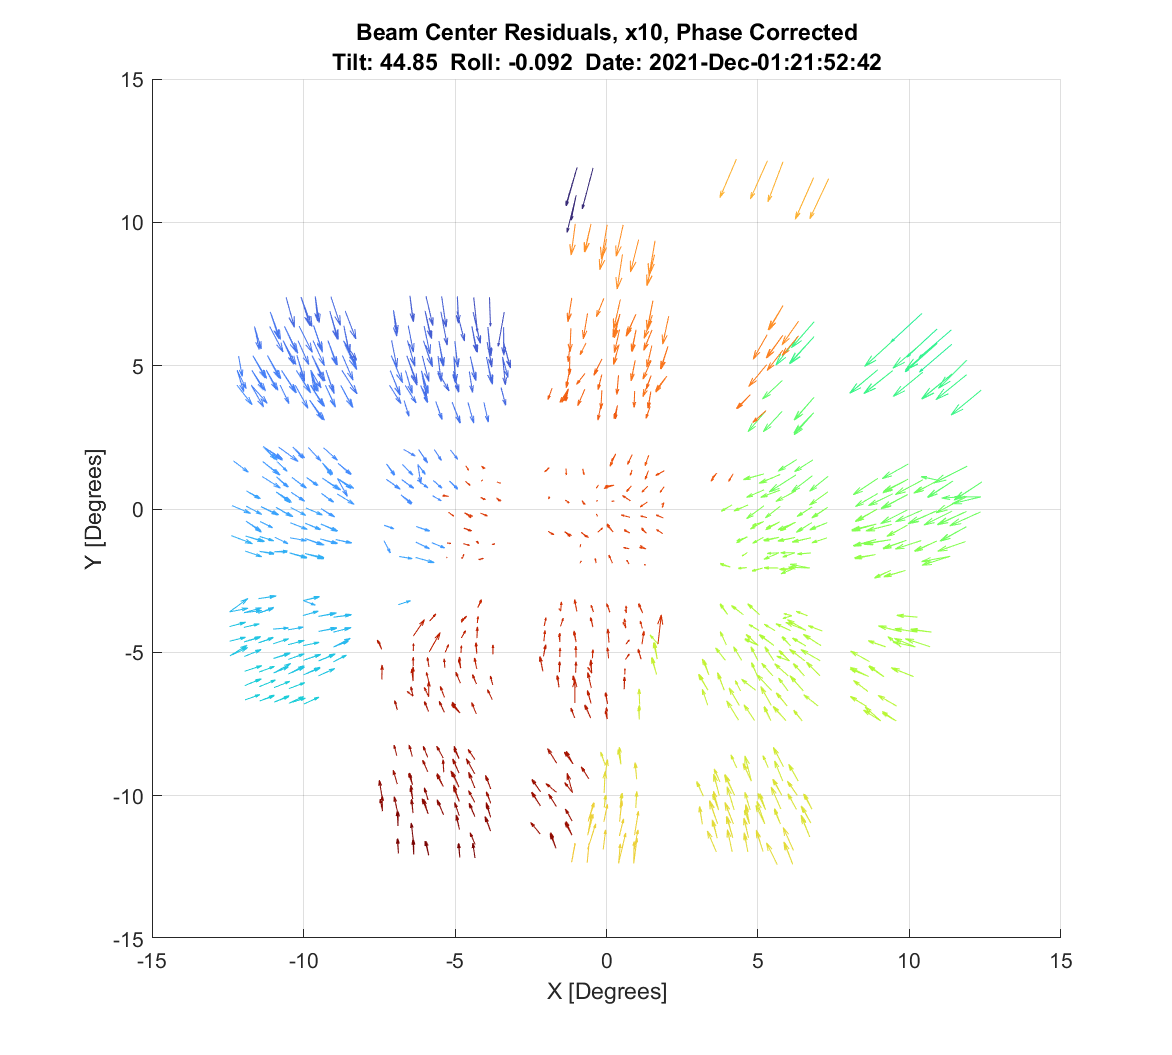 Beam Center Residuals, x10, Phase Corrected
Tilt: 44.85 Roll: -0.092 Date: 2021-Dec-01:21:52:42
15
10
5
0
-5
-10
-15
Y [Degrees]
-15 -10 -5 0 5 10 15
X [Degrees]